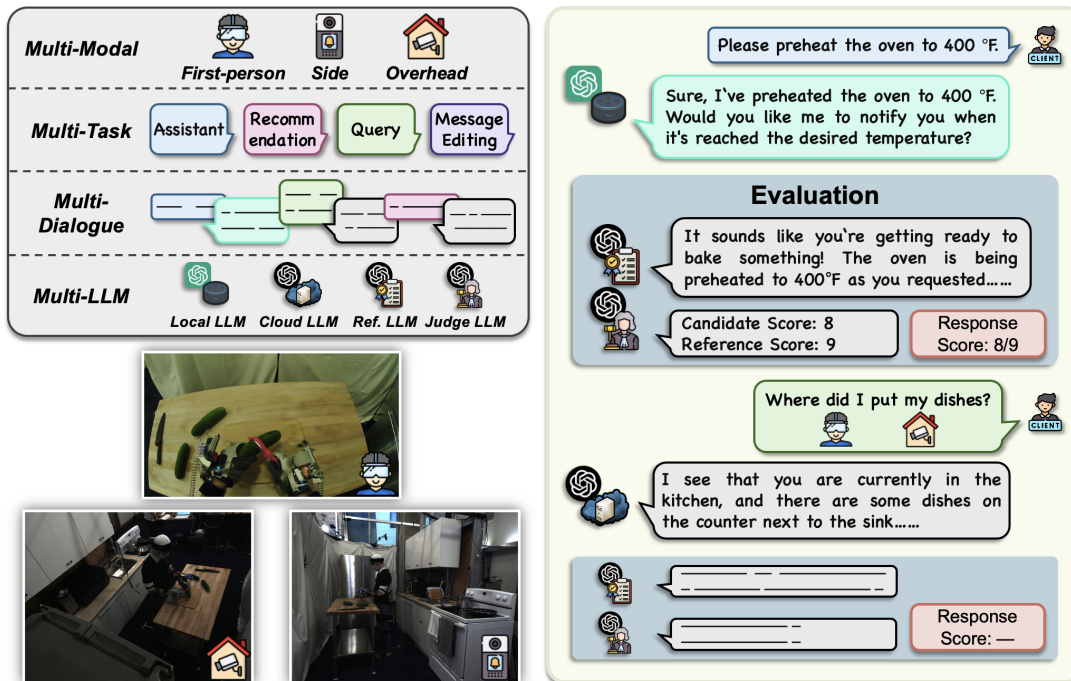 Multi-Modal
First-person
Side
Overhead
Multi-Task
Assistant
Recomm
endation
Query
Message
Editing
Multi-
Dialogue
Multi-LLM
Local LLM
Cloud LLM
Ref. LLM
Judge LLM
Please preheat the oven to 400 °F.
CLIENT
Sure, I`ve preheated the oven to 400 °F.
Would you like me to notify you when
it's reached the desired temperature?
Evaluation
It sounds like you`re getting ready to
bake something! The oven is being
preheated to 400°F as you requested......
Candidate Score: 8
Reference Score: 9
Response
Score: 8/9
Where did I put my dishes?
CLIENT
I see that you are currently in the
kitchen, and there are some dishes on
the counter next to the sink......
Response
Score: —